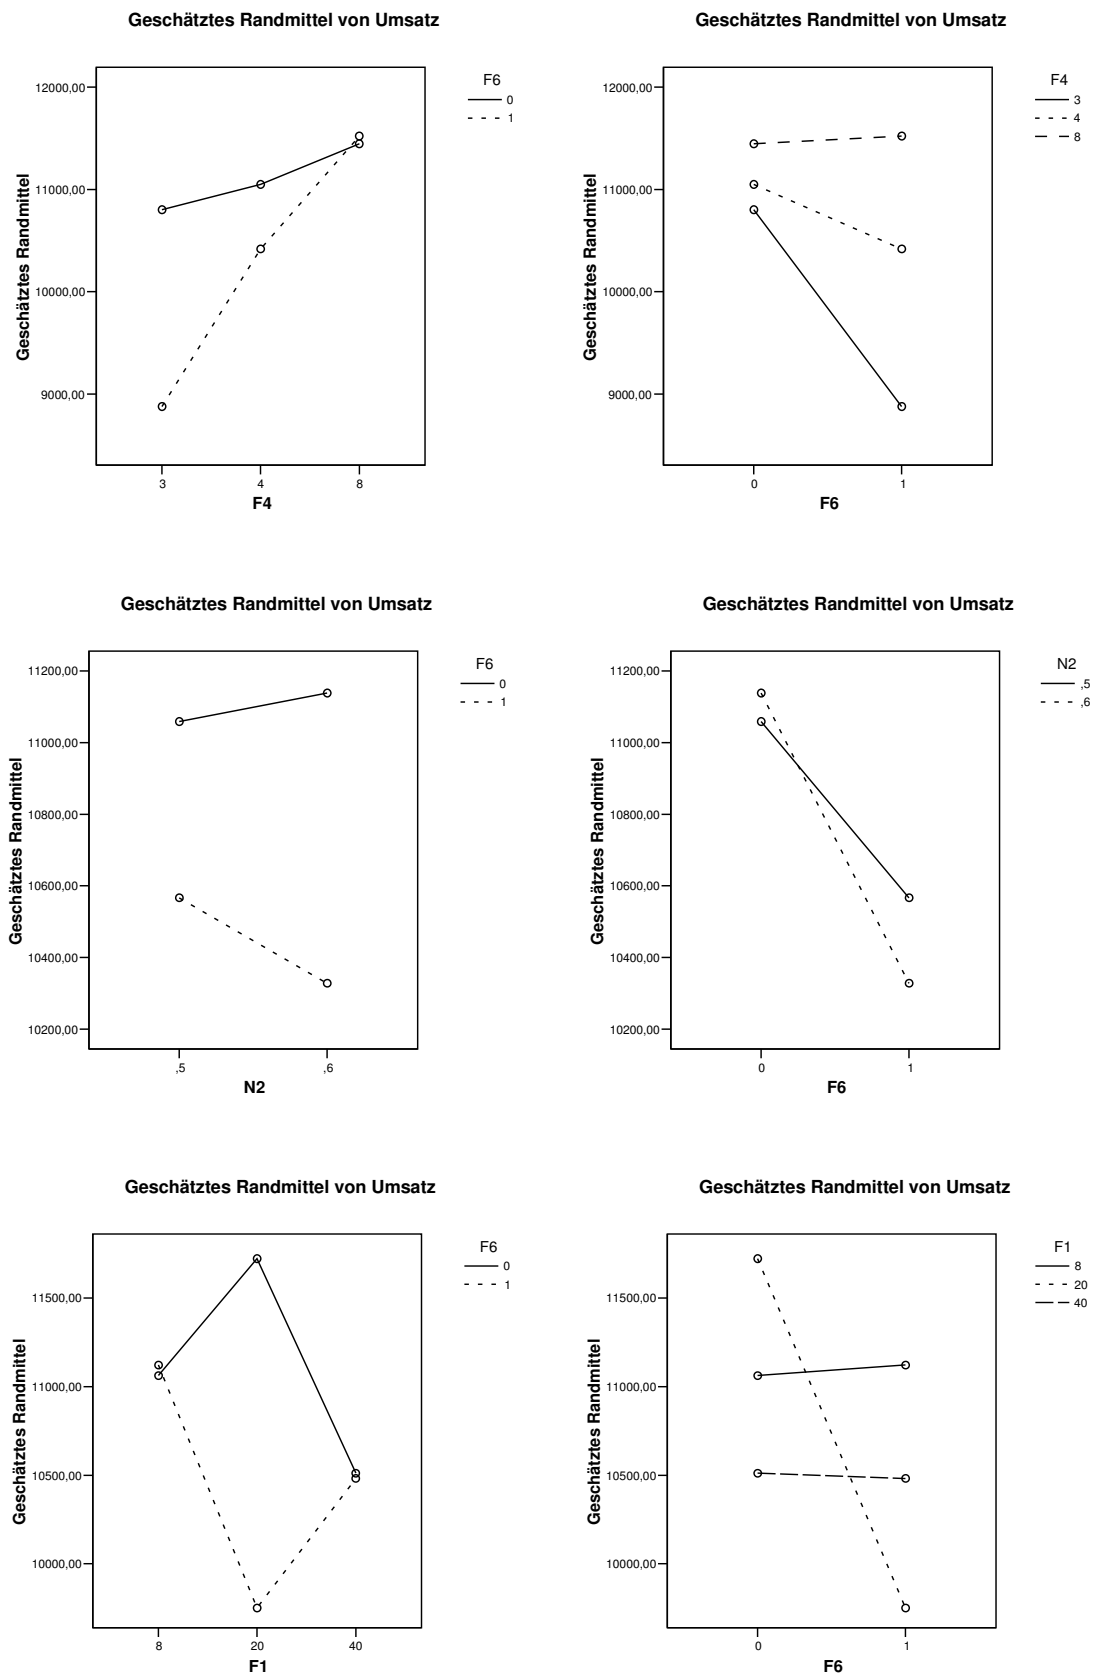 Geschätztes Randmittel von Umsatz
F6
0
1
12000,00
11000,00
10000,00
9000,00
Geschätztes Randmittel
3
4
8
F4
Geschätztes Randmittel von Umsatz
F4
3
4
8
12000,00
11000,00
10000,00
9000,00
Geschätztes Randmittel
0
1
F6
Geschätztes Randmittel von Umsatz
F6
0
1
11200,00
11000,00
10800,00
10600,00
10400,00
10200,00
Geschätztes Randmittel
,5
,6
N2
Geschätztes Randmittel von Umsatz
N2
,5
,6
11200,00
11000,00
10800,00
10600,00
10400,00
10200,00
Geschätztes Randmittel
0
1
F6
Geschätztes Randmittel von Umsatz
F6
0
1
11500,00
11000,00
10500,00
10000,00
Geschätztes Randmittel
8
20
40
F1
Geschätztes Randmittel von Umsatz
F1
8
20
40
11500,00
11000,00
10500,00
10000,00
Geschätztes Randmittel
0
1
F6